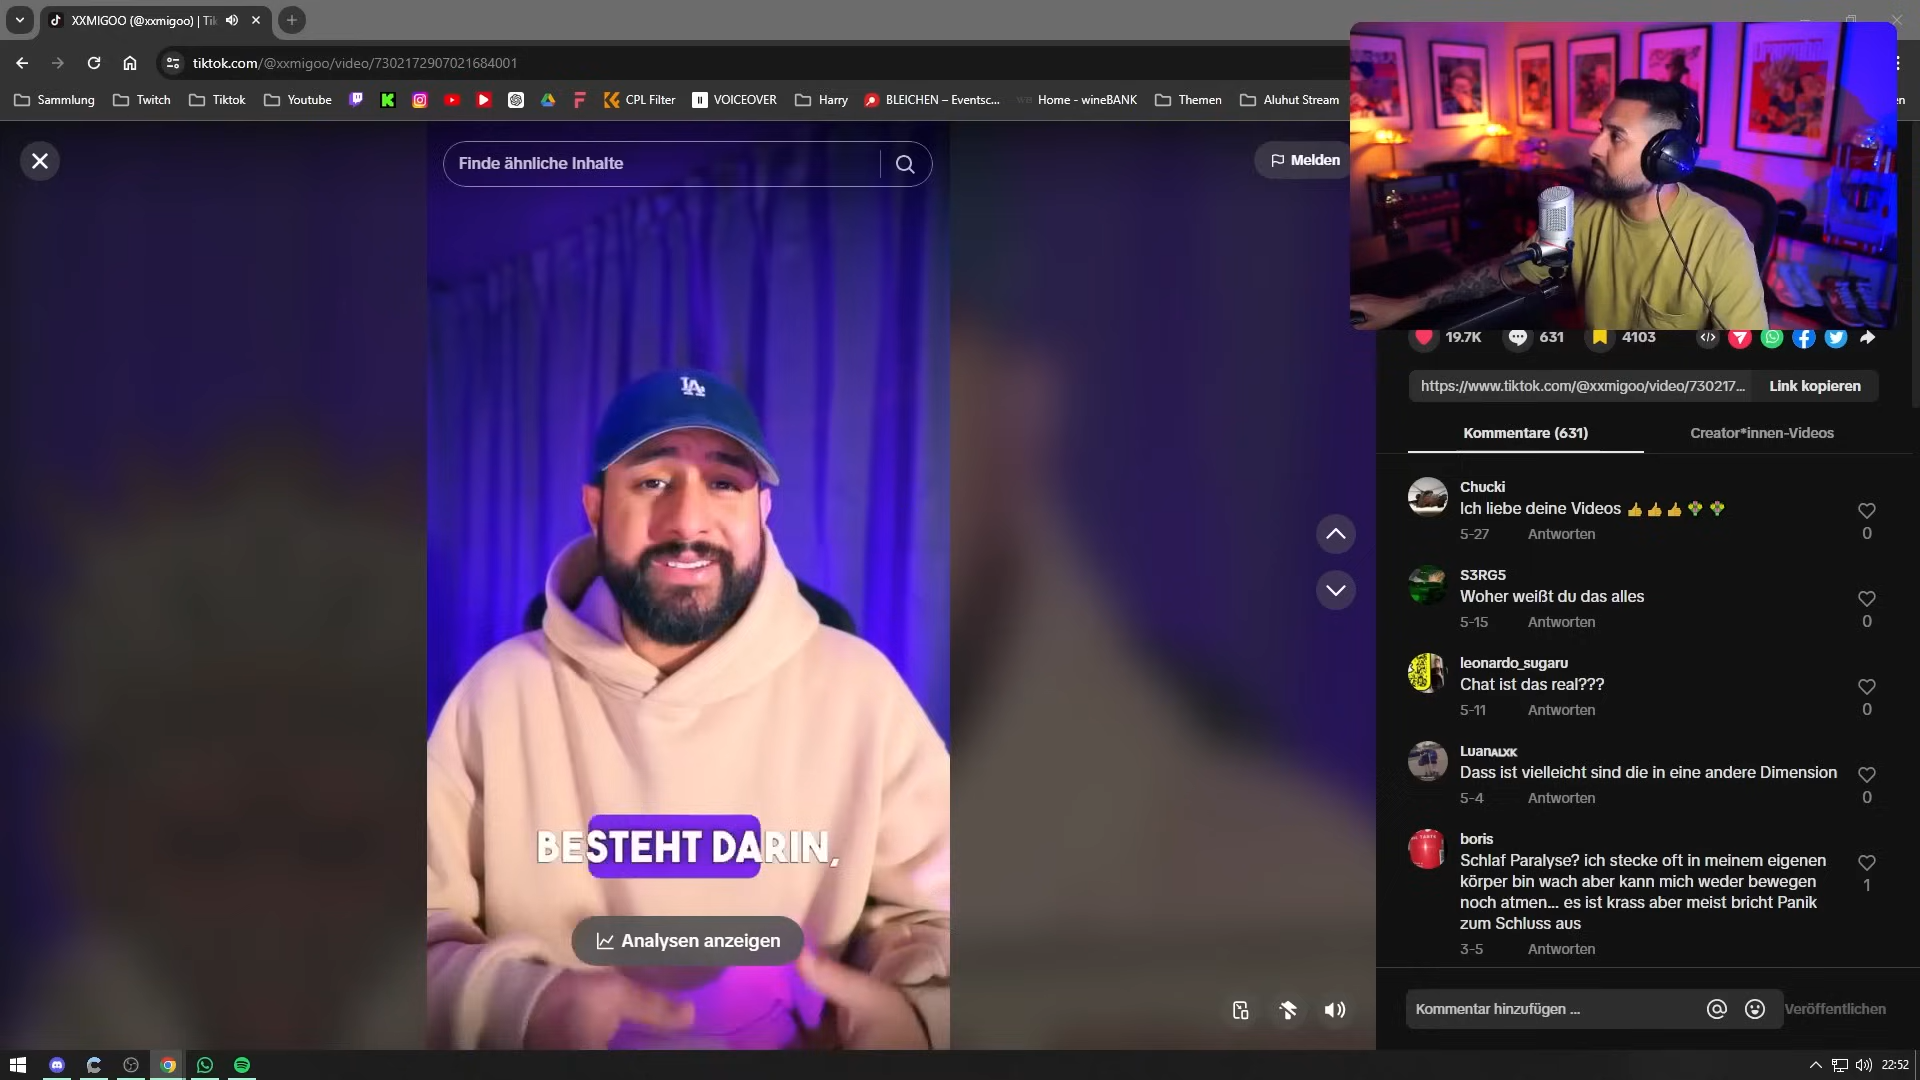 XXMIGOO (@xxmigoo) | Tik
tiktok.com/@xxmigoo/video/7302172907021684001
Sammlung
Twitch
Tiktok
Youtube
CPL Filter
VOICEOVER
Harry
BLEICHEN – Eventsc...
Home - wineBANK
Themen
Aluhut Stream
Finde ähnliche Inhalte
Melden
LA
BESTEHT DARIN,
Analysen anzeigen
19.7K
631
4103
https://www.tiktok.com/@xxmigoo/video/730217...
Link kopieren
Kommentare (631)
Creator*innen-Videos
Chucki
Ich liebe deine Videos 👍👍👍💐💐
5-27
Antworten
0
S3RG5
Woher weißt du das alles
5-15
Antworten
0
leonardo_sugaru
Chat ist das real???
5-11
Antworten
0
Luanᴀʟxᴋ
Dass ist vielleicht sind die in eine andere Dimension
5-4
Antworten
0
boris
Schlaf Paralyse? ich stecke oft in meinem eigenen
körper bin wach aber kann mich weder bewegen
noch atmen... es ist krass aber meist bricht Panik
zum Schluss aus
3-5
Antworten
1
Kommentar hinzufügen ...
Veröffentlichen
22:52